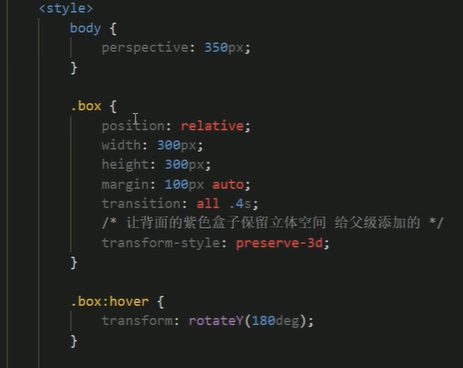 <style>
body {
perspective: 350px;
}
.box {
position: relative;
width: 300px;
height: 300px;
margin: 100px auto;
transition: all .4s;
/* 让背面的紫色盒子保留立体空间 给父级添加的 */
transform-style: preserve-3d;
}
.box:hover {
transform: rotateY(180deg);
}